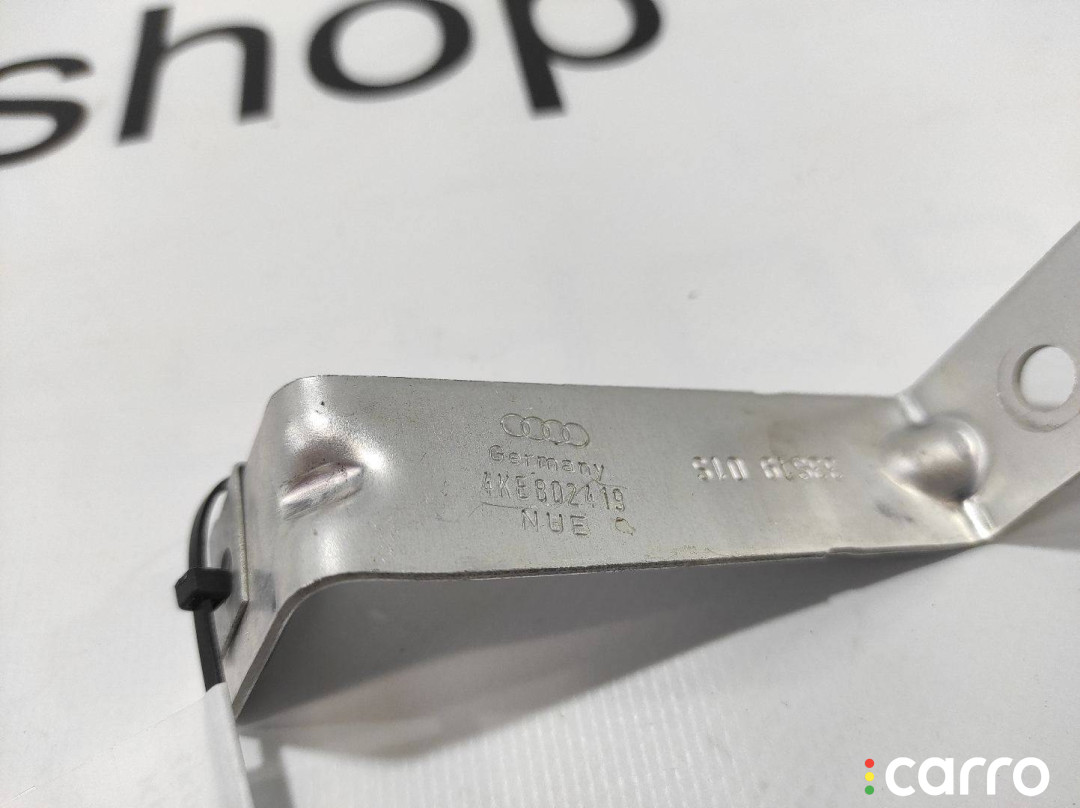 shop
Germany
4KE802419
NUE
carro